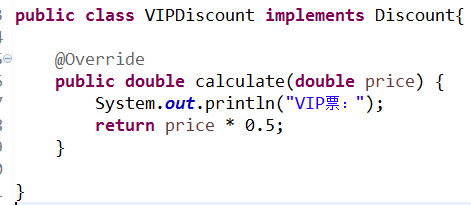 public class VIPDiscount implements Discount{
@Override
public double calculate(double price) {
System.out.println("VIP票：");
return price * 0.5;
}
}